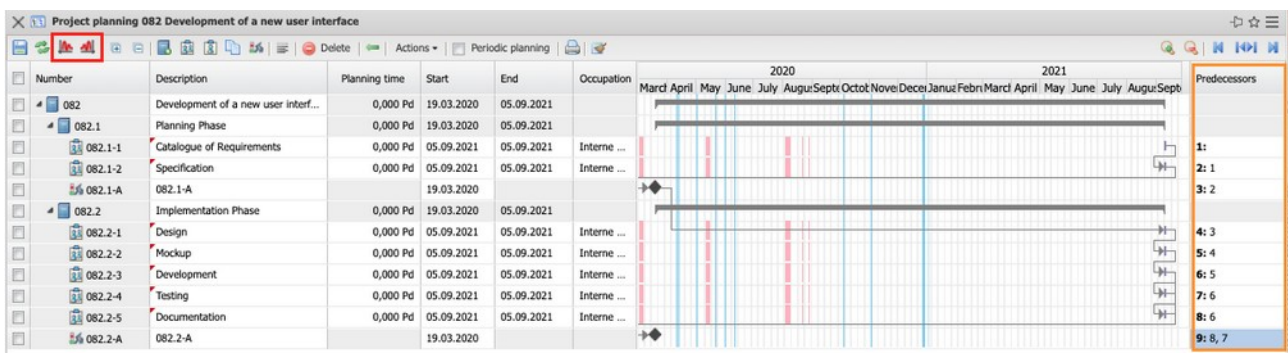 Project planning 082 Development of a new user interface
Delete Actions Periodic planning
Number Description Planning time Start End Occupation 2020 2021 Predecessors
March April May June July Augu: Septe Octob Nove Decei Janua Febru March April May June July Augu: Septe
082 Development of a new user interf... 0,000 Pd 19.03.2020 05.09.2021
082.1 Planning Phase 0,000 Pd 19.03.2020 05.09.2021
082.1-1 Catalogue of Requirements 0,000 Pd 05.09.2021 05.09.2021 Interne ... 1:
082.1-2 Specification 0,000 Pd 05.09.2021 05.09.2021 Interne ... 2: 1
082.1-A 082.1-A 19.03.2020 3: 2
082.2 Implementation Phase 0,000 Pd 19.03.2020 05.09.2021
082.2-1 Design 0,000 Pd 05.09.2021 05.09.2021 Interne ... 4: 3
082.2-2 Mockup 0,000 Pd 05.09.2021 05.09.2021 Interne ... 5: 4
082.2-3 Development 0,000 Pd 05.09.2021 05.09.2021 Interne ... 6: 5
082.2-4 Testing 0,000 Pd 05.09.2021 05.09.2021 Interne ... 7: 6
082.2-5 Documentation 0,000 Pd 05.09.2021 05.09.2021 Interne ... 8: 6
082.2-A 082.2-A 19.03.2020 9: 8, 7